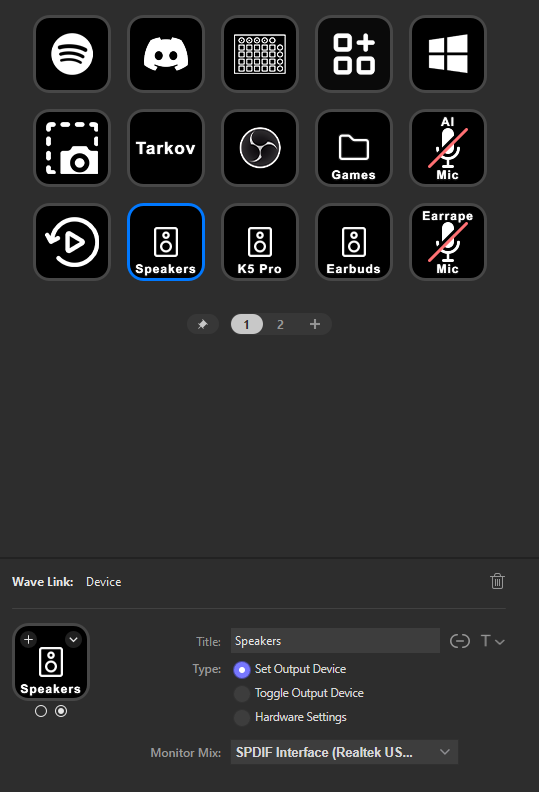 Tarkov
Games
AI
Mic
Speakers
K5 Pro
Earbuds
Earrape
Mic
1
2
Wave Link: Device
Speakers
Title: Speakers
T
Type: Set Output Device
Toggle Output Device
Hardware Settings
Monitor Mix: SPDIF Interface (Realtek US...